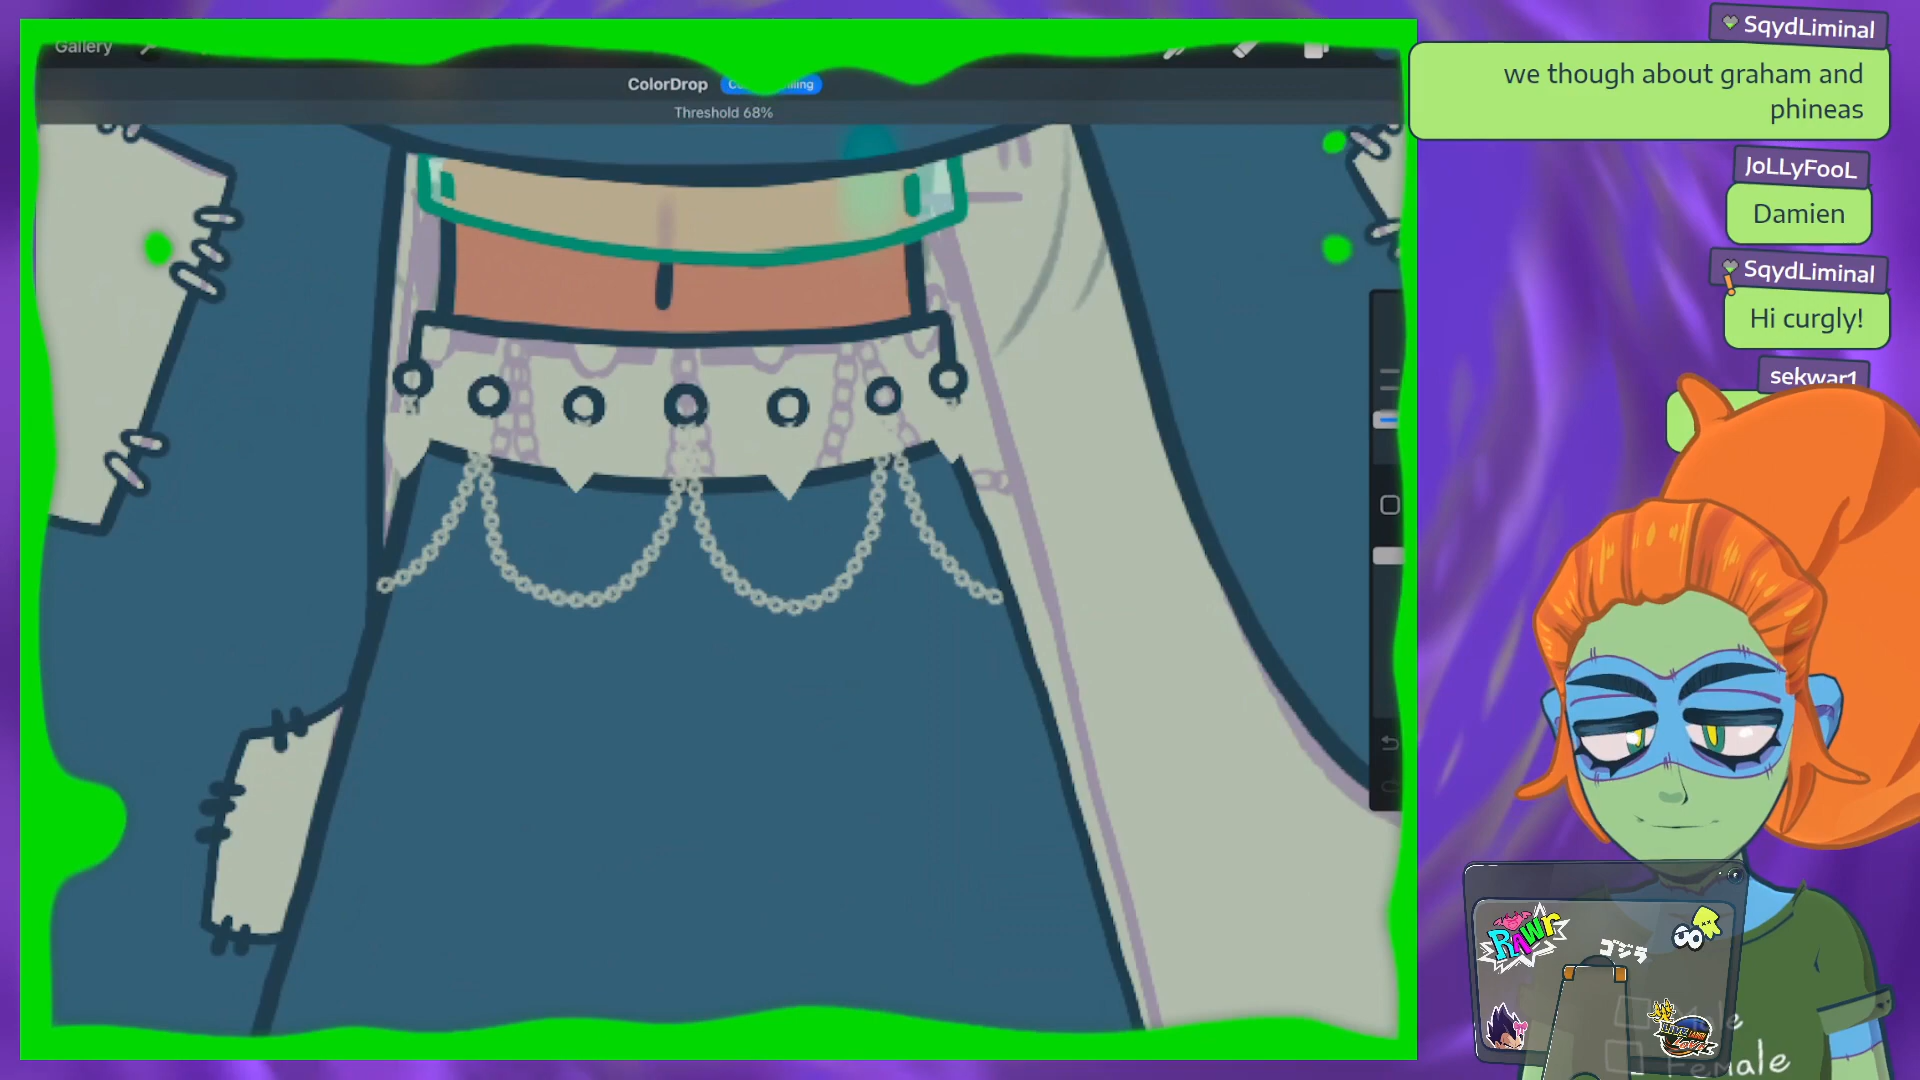 Gallery
ColorDrop
Threshold 68%
SqydLiminal
we though about graham and
phineas
JoLLyFooL
Damien
SqydLiminal
Hi curgly!
sekwar1
RAWr
ゴジラ
Female